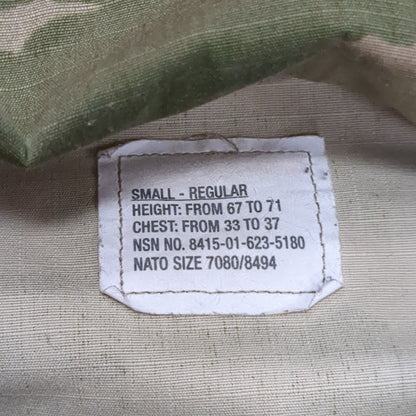 SMALL - REGULAR
HEIGHT: FROM 67 TO 71
CHEST: FROM 33 TO 37
NSN NO. 8415-01-623-5180
NATO SIZE 7080/8494